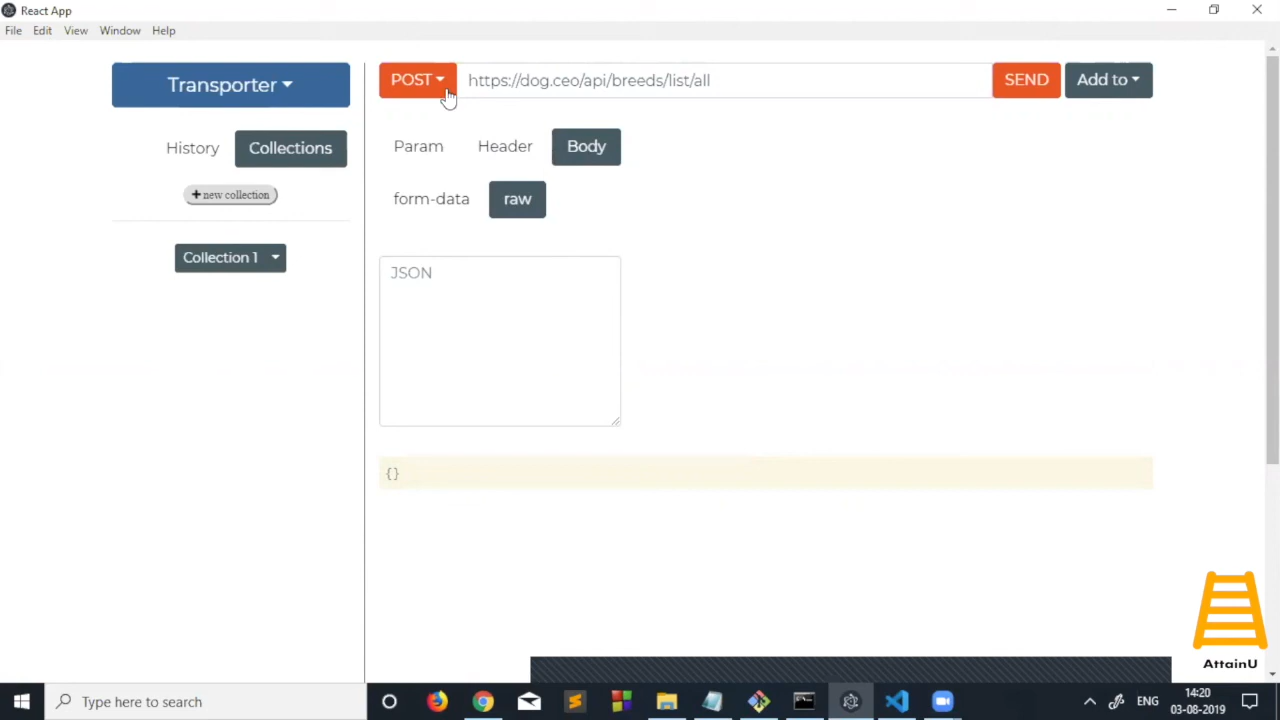 React App
File Edit View Window Help
Transporter
POST
https://dog.ceo/api/breeds/list/all
SEND
Add to
History
Collections
Param
Header
Body
+ new collection
form-data
raw
Collection 1
JSON
{}
AttainU
Type here to search
ENG
14:20
03-08-2019